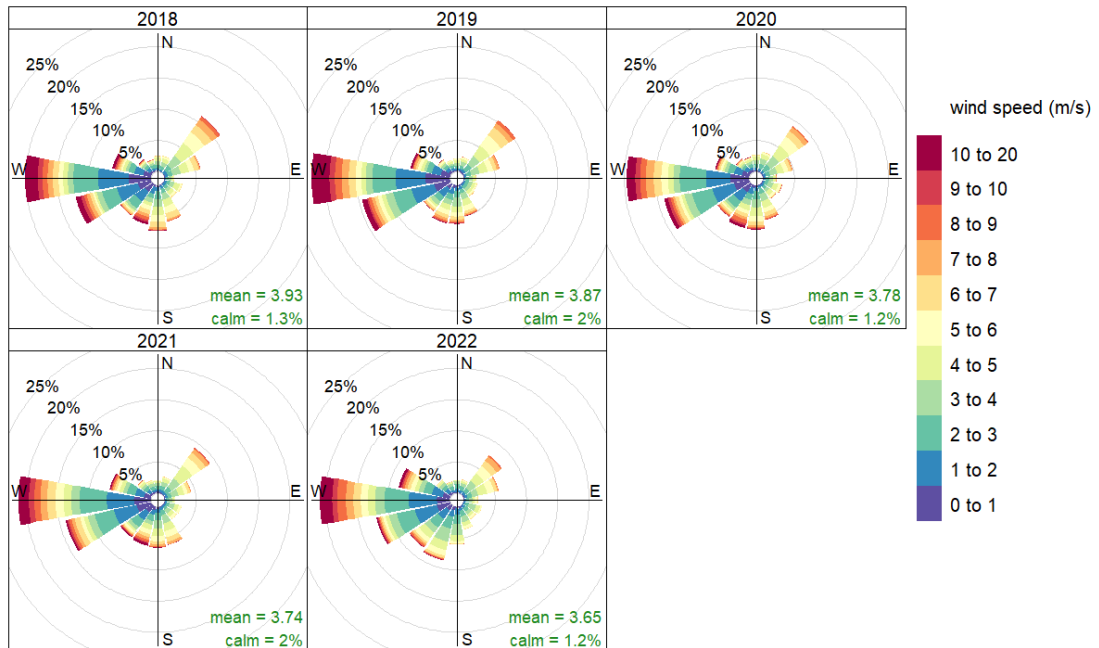 2018
N
25%
20%
15%
10%
5%
W
E
S
mean = 3.93
calm = 1.3%
2019
N
25%
20%
15%
10%
5%
W
E
S
mean = 3.87
calm = 2%
2020
N
25%
20%
15%
10%
5%
W
E
S
mean = 3.78
calm = 1.2%
2021
N
25%
20%
15%
10%
5%
W
E
S
mean = 3.74
calm = 2%
2022
N
25%
20%
15%
10%
5%
W
E
S
mean = 3.65
calm = 1.2%
wind speed (m/s)
10 to 20
9 to 10
8 to 9
7 to 8
6 to 7
5 to 6
4 to 5
3 to 4
2 to 3
1 to 2
0 to 1